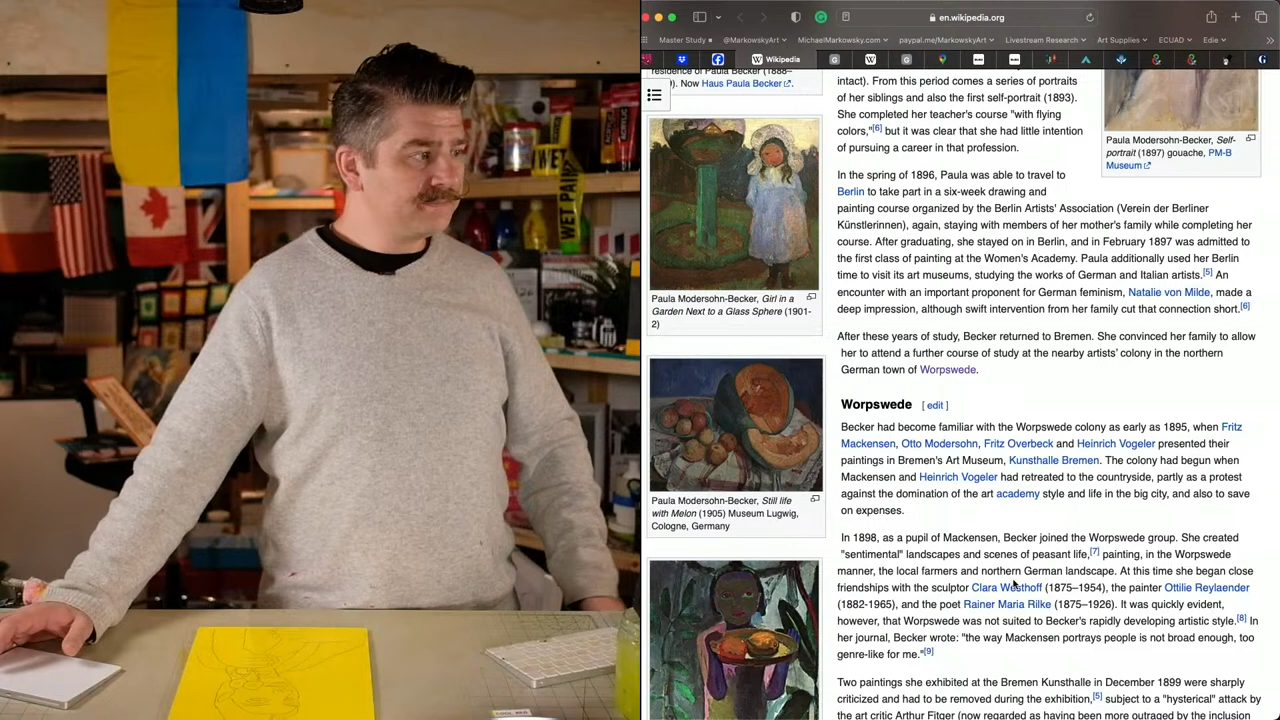 WET PAINT
WE
ACRYLIC
en.wikipedia.org
Master Study
@MarkowskyArt
MichaelMarkowsky.com
paypal.me/MarkowskyArt
Livestream Research
Art Supplies
ECUAD
Edie
Wikipedia
residence of Paula Becker (1888–
). Now Haus Paula Becker.
Paula Modersohn-Becker, Girl in a
Garden Next to a Glass Sphere (1901-
2)
Paula Modersohn-Becker, Still life
with Melon (1905) Museum Lugwig,
Cologne, Germany
intact). From this period comes a series of portraits
of her siblings and also the first self-portrait (1893).
She completed her teacher's course "with flying
colors,"[6] but it was clear that she had little intention
of pursuing a career in that profession.
Paula Modersohn-Becker, Self-
portrait (1897) gouache, PM-B
Museum
In the spring of 1896, Paula was able to travel to
Berlin to take part in a six-week drawing and
painting course organized by the Berlin Artists' Association (Verein der Berliner
Künstlerinnen), again, staying with members of her mother's family while completing her
course. After graduating, she stayed on in Berlin, and in February 1897 was admitted to
the first class of painting at the Women's Academy. Paula additionally used her Berlin
time to visit its art museums, studying the works of German and Italian artists.[5] An
encounter with an important proponent for German feminism, Natalie von Milde, made a
deep impression, although swift intervention from her family cut that connection short.[6]
After these years of study, Becker returned to Bremen. She convinced her family to allow
her to attend a further course of study at the nearby artists' colony in the northern
German town of Worpswede.
Worpswede [ edit ]
Becker had become familiar with the Worpswede colony as early as 1895, when Fritz
Mackensen, Otto Modersohn, Fritz Overbeck and Heinrich Vogeler presented their
paintings in Bremen's Art Museum, Kunsthalle Bremen. The colony had begun when
Mackensen and Heinrich Vogeler had retreated to the countryside, partly as a protest
against the domination of the art academy style and life in the big city, and also to save
on expenses.
In 1898, as a pupil of Mackensen, Becker joined the Worpswede group. She created
"sentimental" landscapes and scenes of peasant life,[7] painting, in the Worpswede
manner, the local farmers and northern German landscape. At this time she began close
friendships with the sculptor Clara Westhoff (1875–1954), the painter Ottilie Reylaender
(1882-1965), and the poet Rainer Maria Rilke (1875–1926). It was quickly evident,
however, that Worpswede was not suited to Becker's rapidly developing artistic style.[8] In
her journal, Becker wrote: "the way Mackensen portrays people is not broad enough, too
genre-like for me."[9]
Two paintings she exhibited at the Bremen Kunsthalle in December 1899 were sharply
criticized and had to be removed during the exhibition,[5] subject to a "hysterical" attack by
the art critic Arthur Fitger (now regarded as having been more outraged by the inclusion